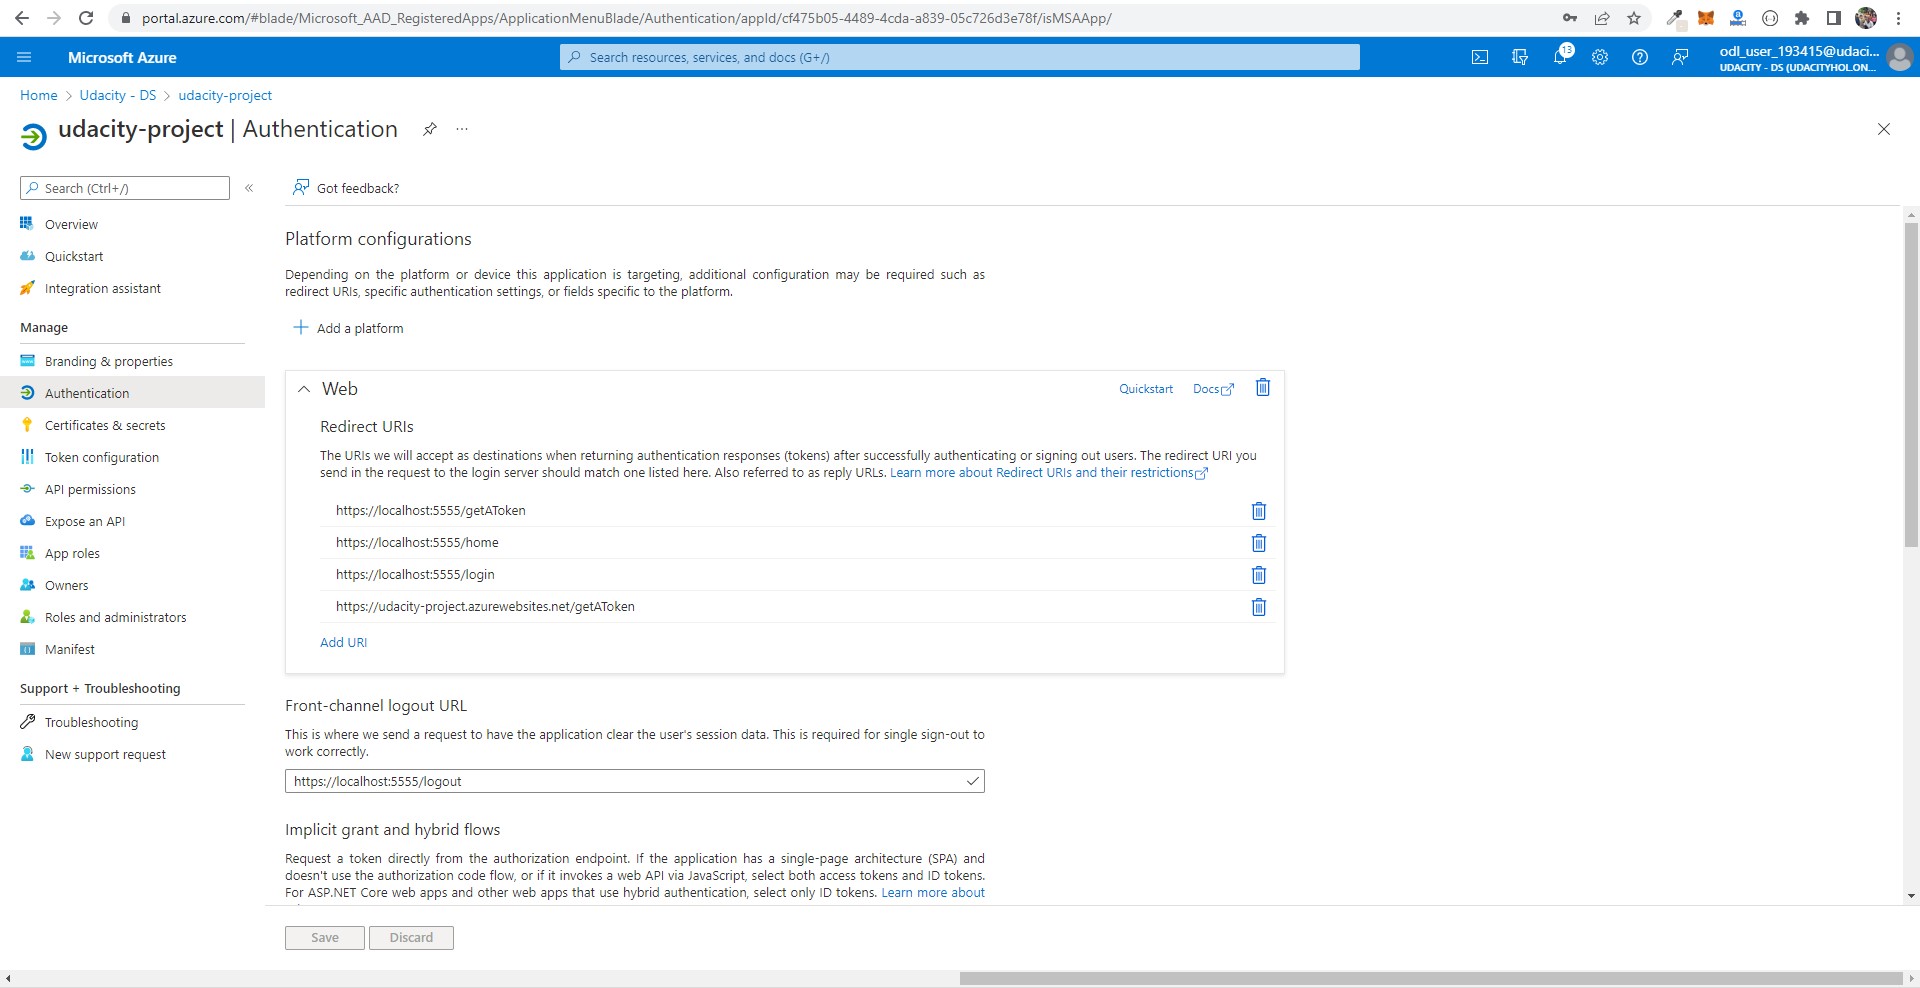 portal.azure.com/#blade/Microsoft_AAD_RegisteredApps/ApplicationMenuBlade/Authentication/appId/cf475b05-4489-4cda-a839-05c726d3e78f/isMSAApp/
Microsoft Azure
Search resources, services, and docs (G+/)
13
odl_user_193415@udaci...
UDACITY - DS (UDACITYHOL.ON...
Home > Udacity - DS > udacity-project
udacity-project | Authentication
Search (Ctrl+/)
Got feedback?
Overview
Quickstart
Integration assistant
Manage
Branding & properties
Authentication
Certificates & secrets
Token configuration
API permissions
Expose an API
App roles
Owners
Roles and administrators
Manifest
Support + Troubleshooting
Troubleshooting
New support request
Platform configurations
Depending on the platform or device this application is targeting, additional configuration may be required such as
redirect URIs, specific authentication settings, or fields specific to the platform.
Add a platform
Web
Quickstart
Docs
Redirect URIs
The URIs we will accept as destinations when returning authentication responses (tokens) after successfully authenticating or signing out users. The redirect URI you
send in the request to the login server should match one listed here. Also referred to as reply URLs. Learn more about Redirect URIs and their restrictions
https://localhost:5555/getAToken
https://localhost:5555/home
https://localhost:5555/login
https://udacity-project.azurewebsites.net/getAToken
Add URI
Front-channel logout URL
This is where we send a request to have the application clear the user's session data. This is required for single sign-out to
work correctly.
https://localhost:5555/logout
Implicit grant and hybrid flows
Request a token directly from the authorization endpoint. If the application has a single-page architecture (SPA) and
doesn't use the authorization code flow, or if it invokes a web API via JavaScript, select both access tokens and ID tokens.
For ASP.NET Core web apps and other web apps that use hybrid authentication, select only ID tokens. Learn more about
Save
Discard